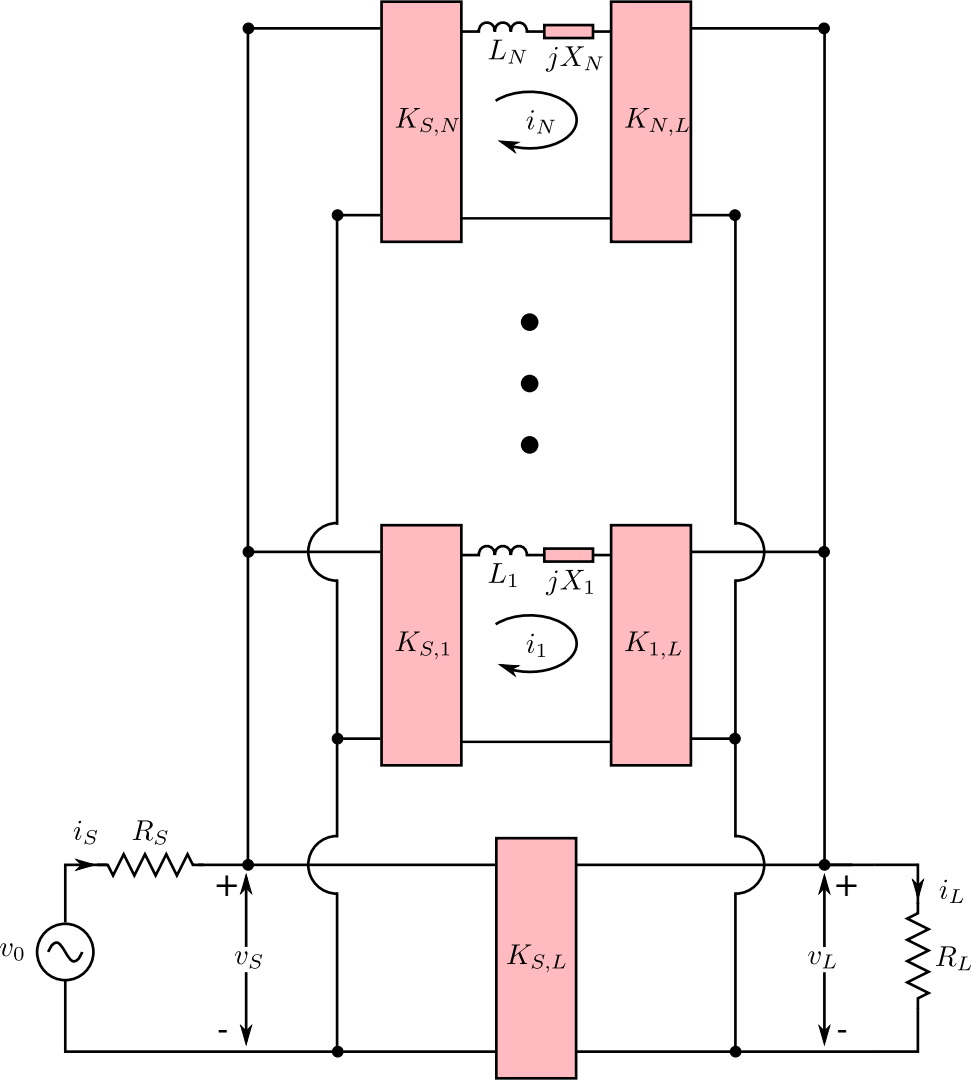 L_N jX_N
K_{S,N} i_N K_{N,L}
L_1 jX_1
K_{S,1} i_1 K_{1,L}
i_S R_S
+ +
i_L
v_0 v_S K_{S,L} v_L R_L
- -